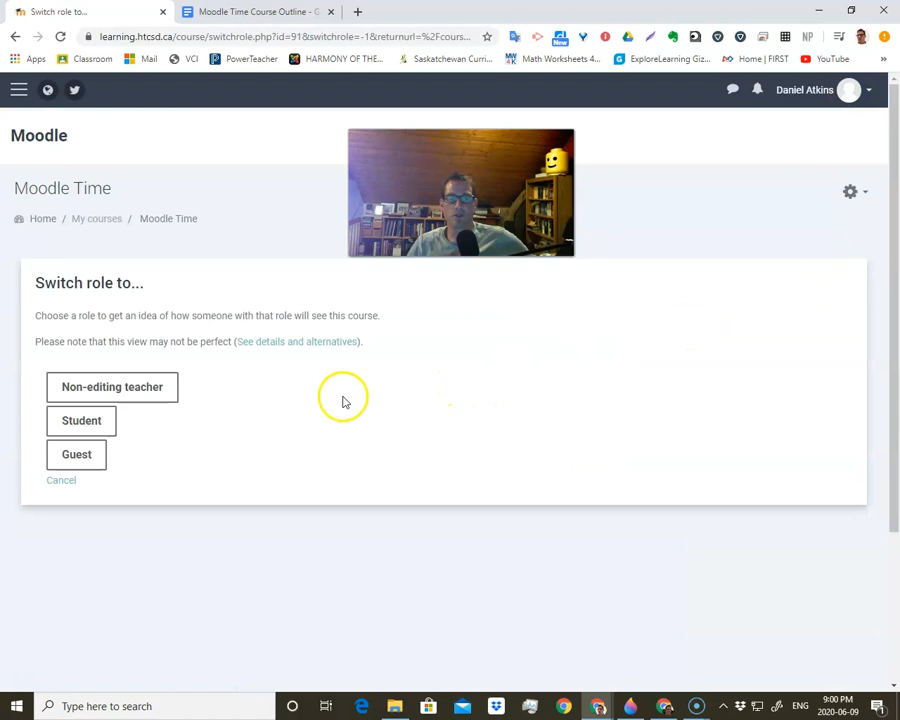 Switch role to...
Moodle Time Course Outline - G
learning.htcsd.ca/course/switchrole.php?id=91&switchrole=-1&returnurl=%2Fcours...
Apps Classroom Mail VCI PowerTeacher HARMONY OF THE... Saskatchewan Curri... Math Worksheets 4... ExploreLearning Giz... Home | FIRST YouTube »
New
NP
Daniel Atkins
Moodle
Moodle Time
Home / My courses / Moodle Time
Switch role to...
Choose a role to get an idea of how someone with that role will see this course.
Please note that this view may not be perfect (See details and alternatives).
Non-editing teacher
Student
Guest
Cancel
Type here to search
ENG
9:00 PM
2020-06-09
1